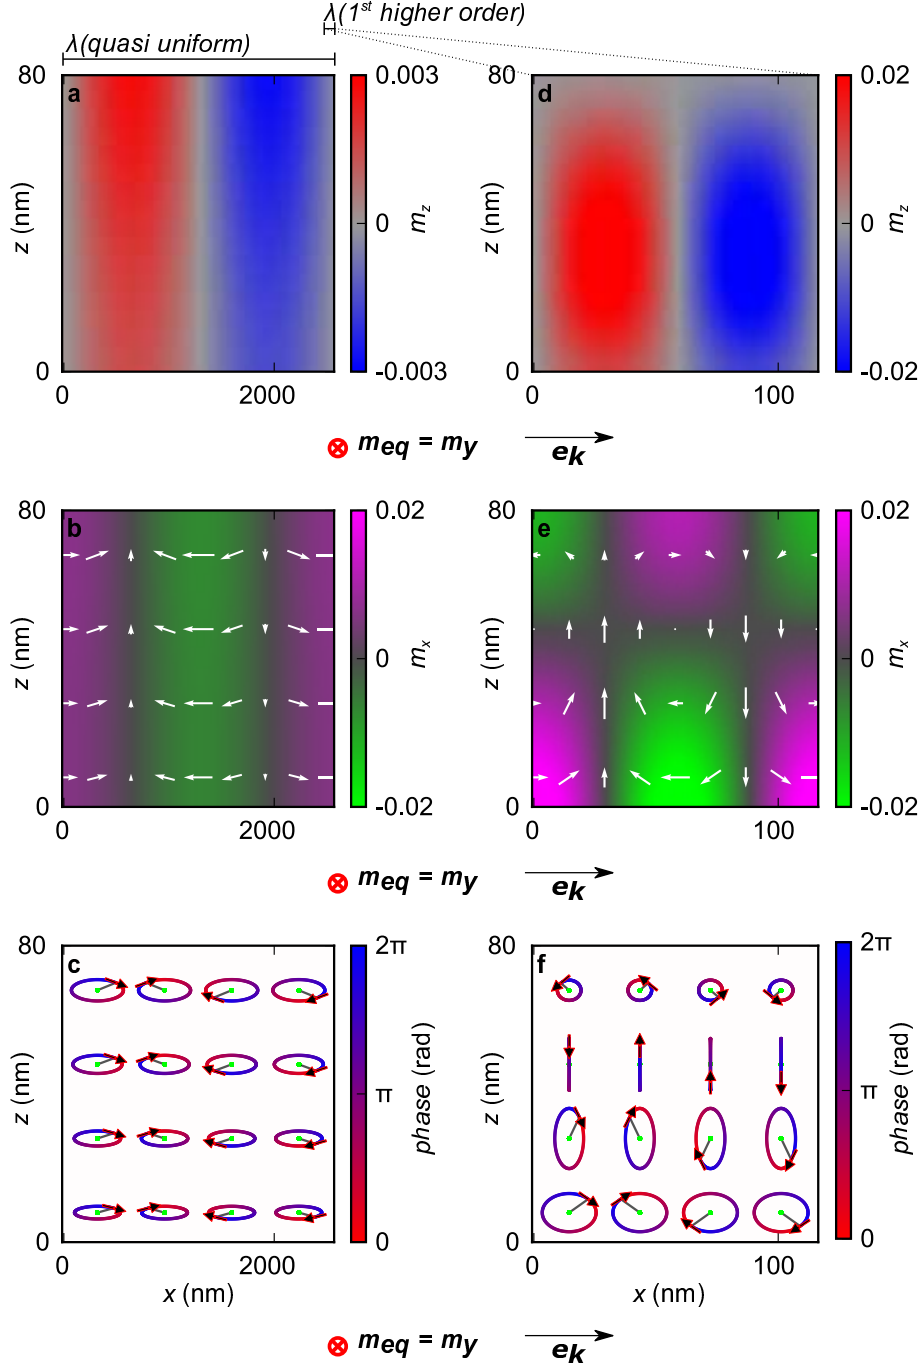 λ(1st higher order)
λ(quasi uniform)
80
a
z (nm)
0
0
2000
0.003
0
mz
-0.003
80
d
z (nm)
0
0
100
0.02
0
mz
-0.02
⊗ meq = my
ek
80
b
z (nm)
0
0
2000
0.02
0
mx
-0.02
80
e
z (nm)
0
0
100
0.02
0
mx
-0.02
⊗ meq = my
ek
80
c
z (nm)
0
0
2000
x (nm)
2π
π
0
phase (rad)
80
f
z (nm)
0
0
100
x (nm)
2π
π
0
phase (rad)
⊗ meq = my
ek